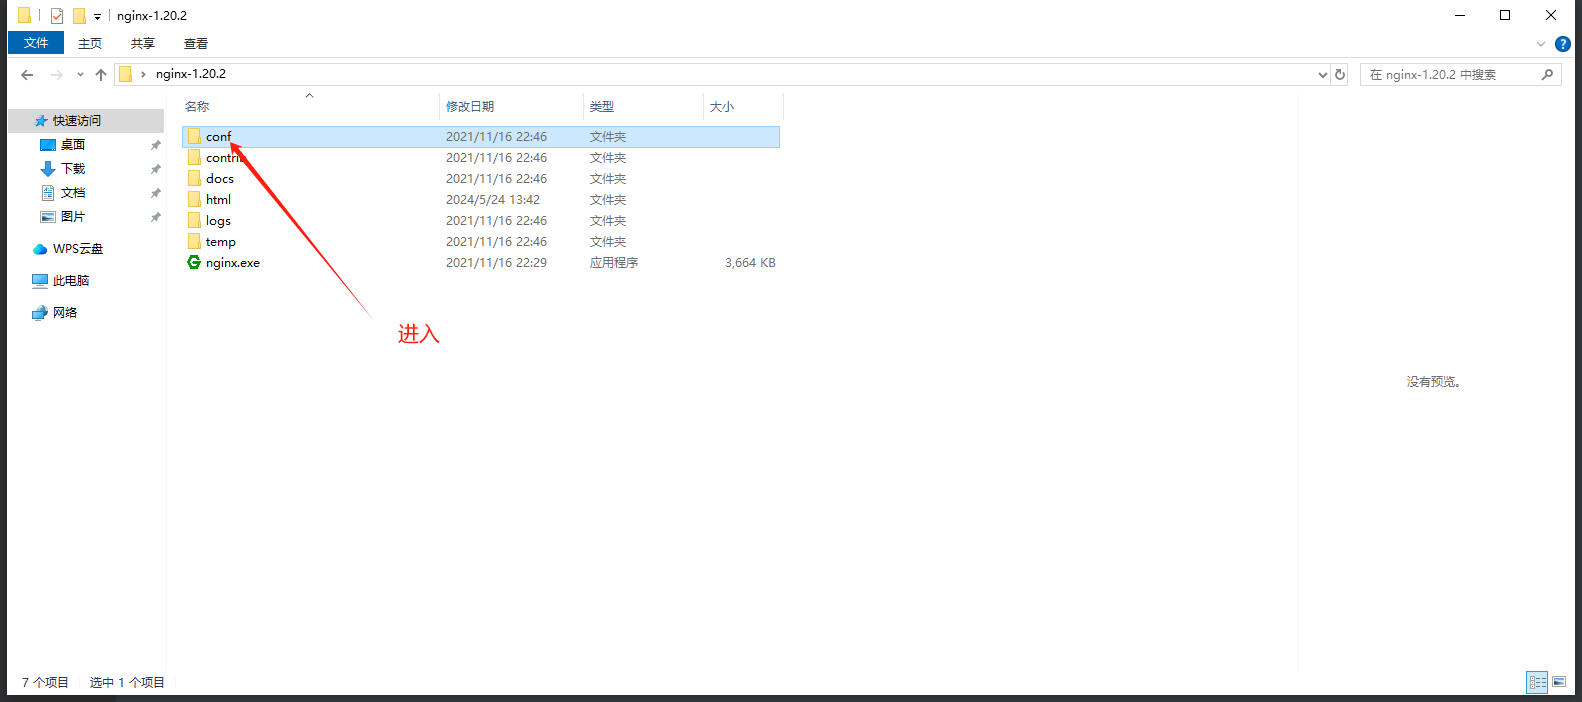 nginx-1.20.2
文件 主页 共享 查看
nginx-1.20.2
在 nginx-1.20.2 中搜索
名称 修改日期 类型 大小
快速访问
桌面
下载
文档
图片
WPS云盘
此电脑
网络
conf 2021/11/16 22:46 文件夹
contrib 2021/11/16 22:46 文件夹
docs 2021/11/16 22:46 文件夹
html 2024/5/24 13:42 文件夹
logs 2021/11/16 22:46 文件夹
temp 2021/11/16 22:46 文件夹
nginx.exe 2021/11/16 22:29 应用程序 3,664 KB
进入
没有预览。
7 个项目 选中 1 个项目